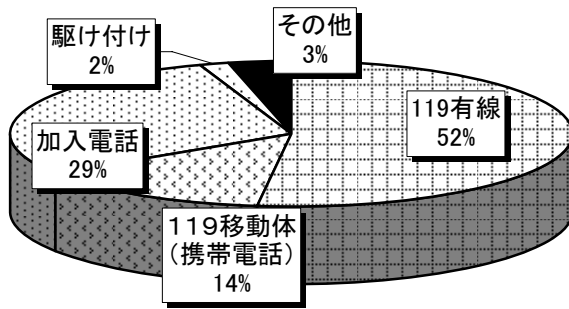 駆け付け
2%
その他
3%
119有線
52%
加入電話
29%
119移動体
(携帯電話)
14%